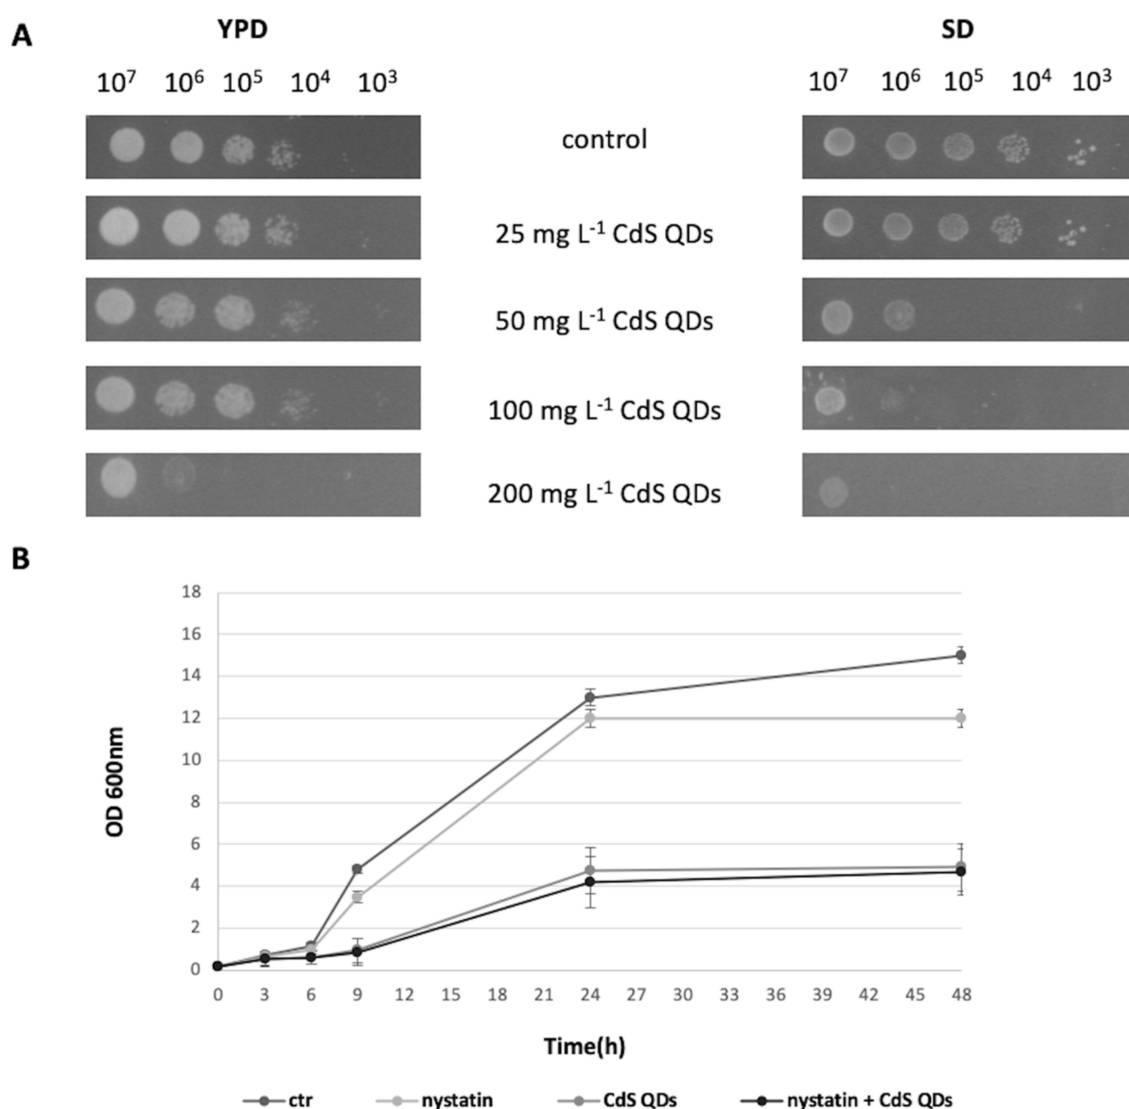 A
YPD
SD
10⁷ 10⁶ 10⁵ 10⁴ 10³
10⁷ 10⁶ 10⁵ 10⁴ 10³
control
25 mg L⁻¹ CdS QDs
50 mg L⁻¹ CdS QDs
100 mg L⁻¹ CdS QDs
200 mg L⁻¹ CdS QDs
B
18
16
14
12
10
8
6
4
2
0
OD 600nm
0 3 6 9 12 15 18 21 24 27 30 33 36 39 42 45 48
Time(h)
ctr nystatin CdS QDs nystatin + CdS QDs